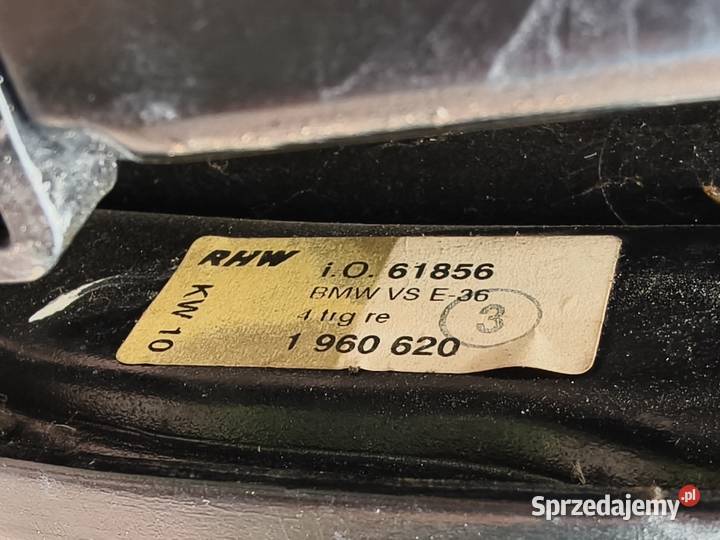 RHW i.O. 61856
BMW VS E-36
KW 10
4 trg re
3
1 960 620
Sprzedajemy.pl